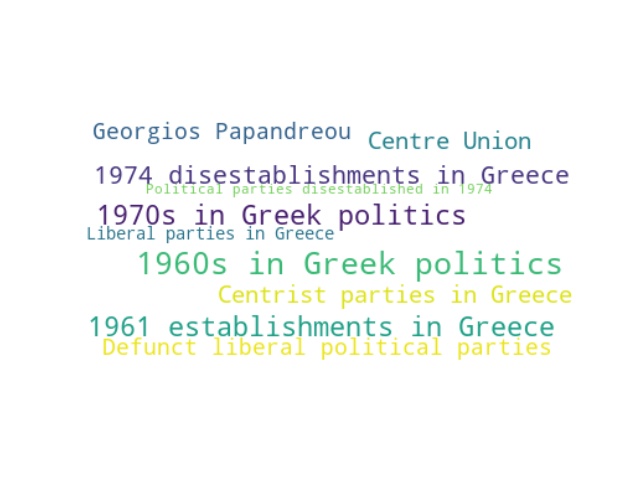 Georgios Papandreou
Centre Union
1974 disestablishments in Greece
Political parties disestablished in 1974
1970s in Greek politics
Liberal parties in Greece
1960s in Greek politics
Centrist parties in Greece
1961 establishments in Greece
Defunct liberal political parties